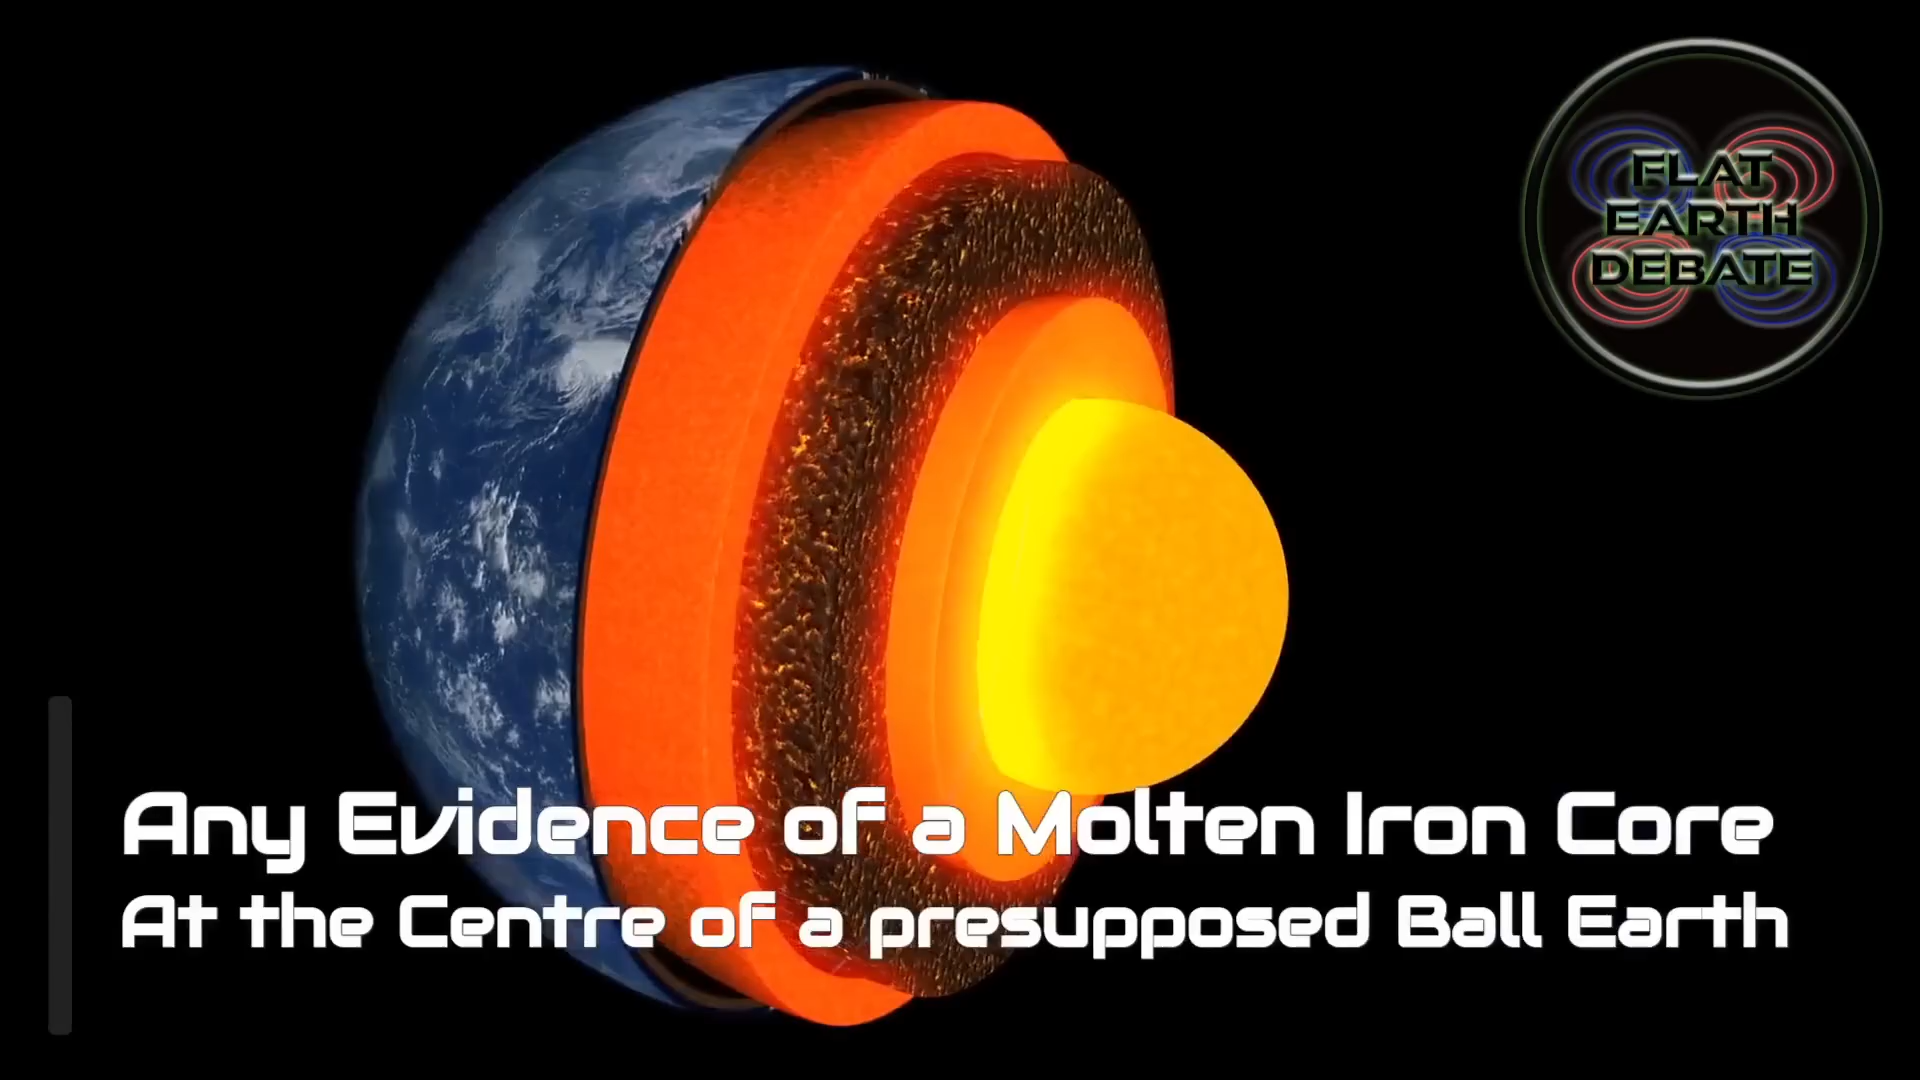 FLAT
EARTH
DEBATE
Any Evidence of a Molten Iron Core
At the Centre of a presupposed Ball Earth